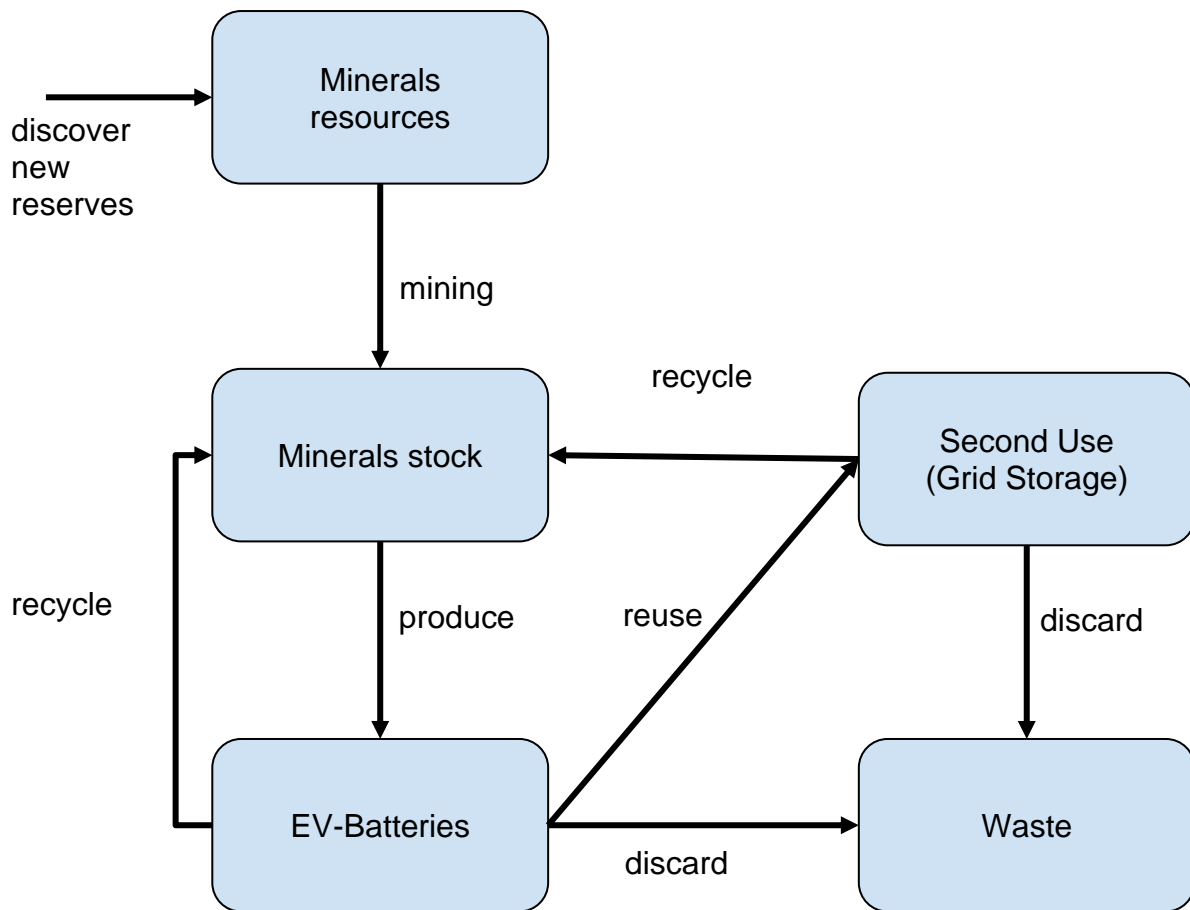 Minerals
resources
discover
new
reserves
mining
recycle
Minerals stock
Second Use
(Grid Storage)
recycle
produce
reuse
discard
EV-Batteries
discard
Waste